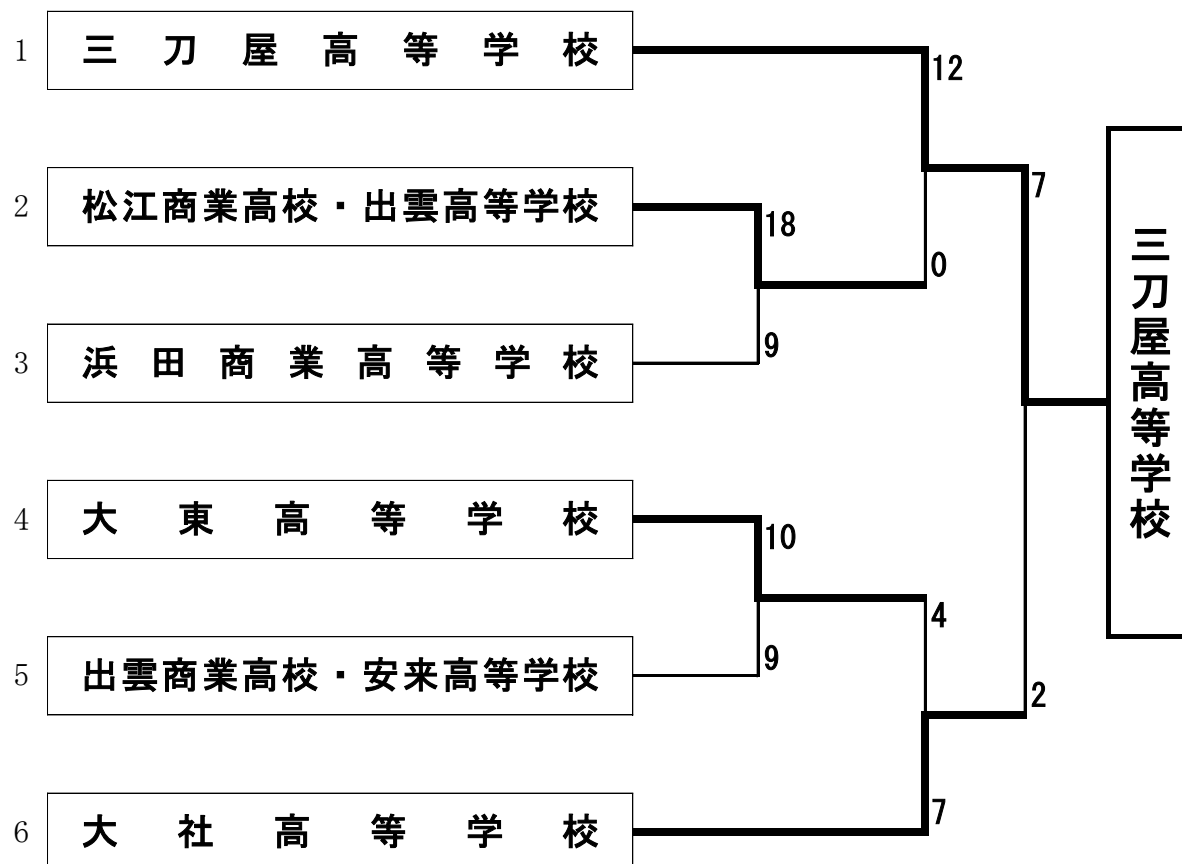 1 三刀屋高等学校
12
7
2 松江商業高校・出雲高等学校
18
0
3 浜田商業高等学校
9
三刀屋高等学校
4 大東高等学校
10
4
5 出雲商業高校・安来高等学校
9
2
6 大社高等学校
7